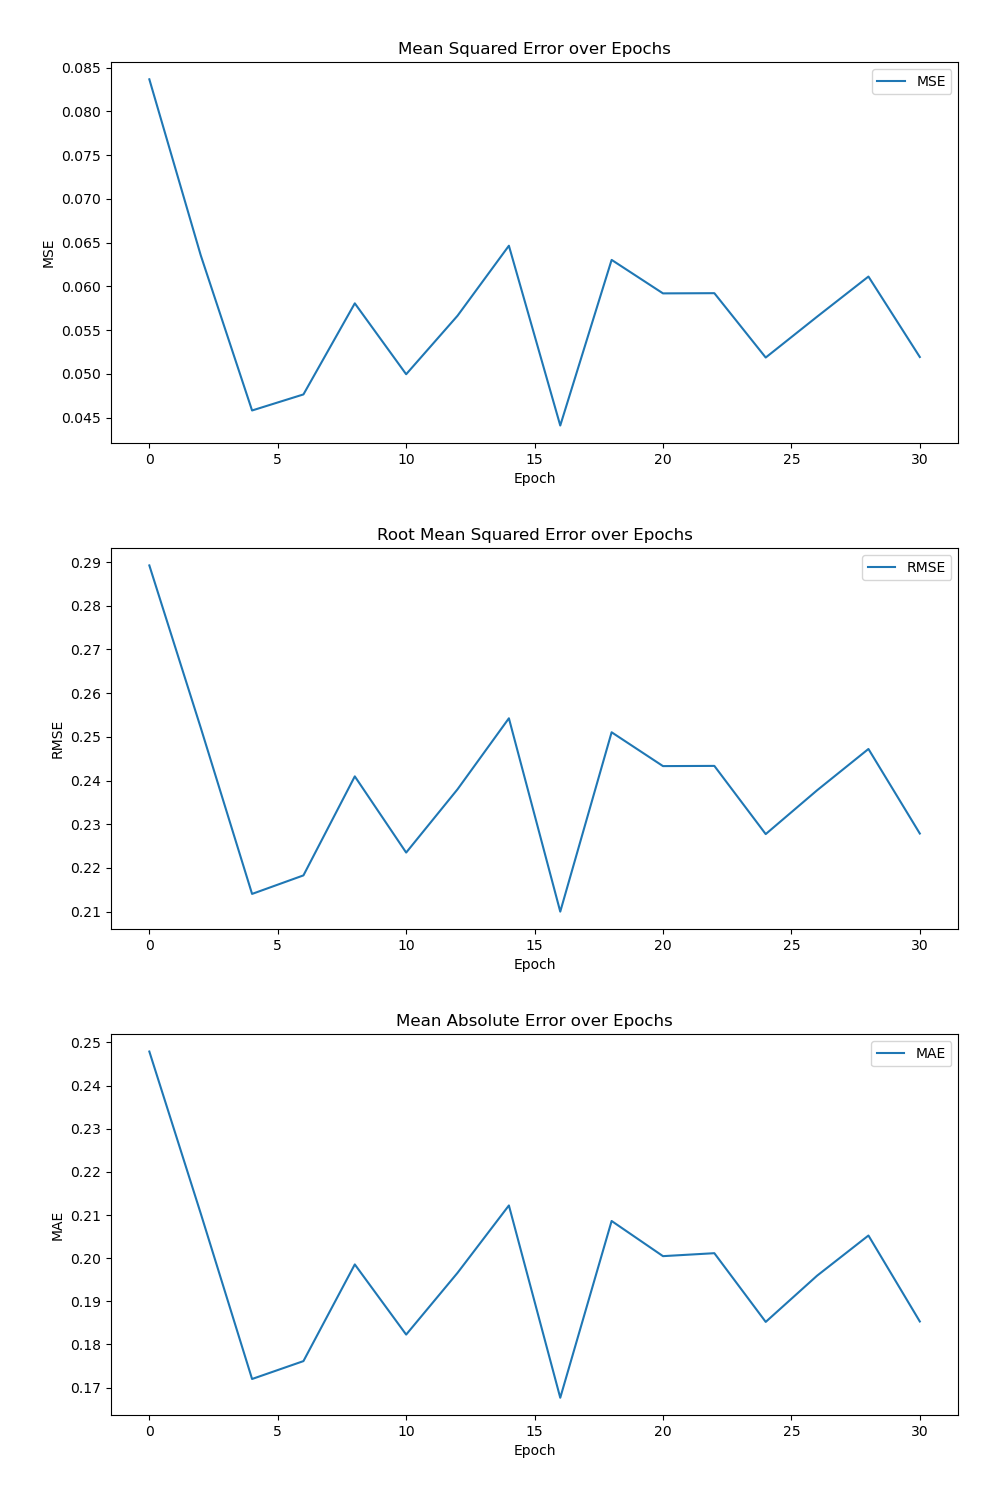 Mean Squared Error over Epochs
MSE
0.085
0.080
0.075
0.070
0.065
0.060
0.055
0.050
0.045
MSE
0 5 10 15 20 25 30
Epoch
Root Mean Squared Error over Epochs
RMSE
0.29
0.28
0.27
0.26
0.25
0.24
0.23
0.22
0.21
RMSE
0 5 10 15 20 25 30
Epoch
Mean Absolute Error over Epochs
MAE
0.25
0.24
0.23
0.22
0.21
0.20
0.19
0.18
0.17
MAE
0 5 10 15 20 25 30
Epoch